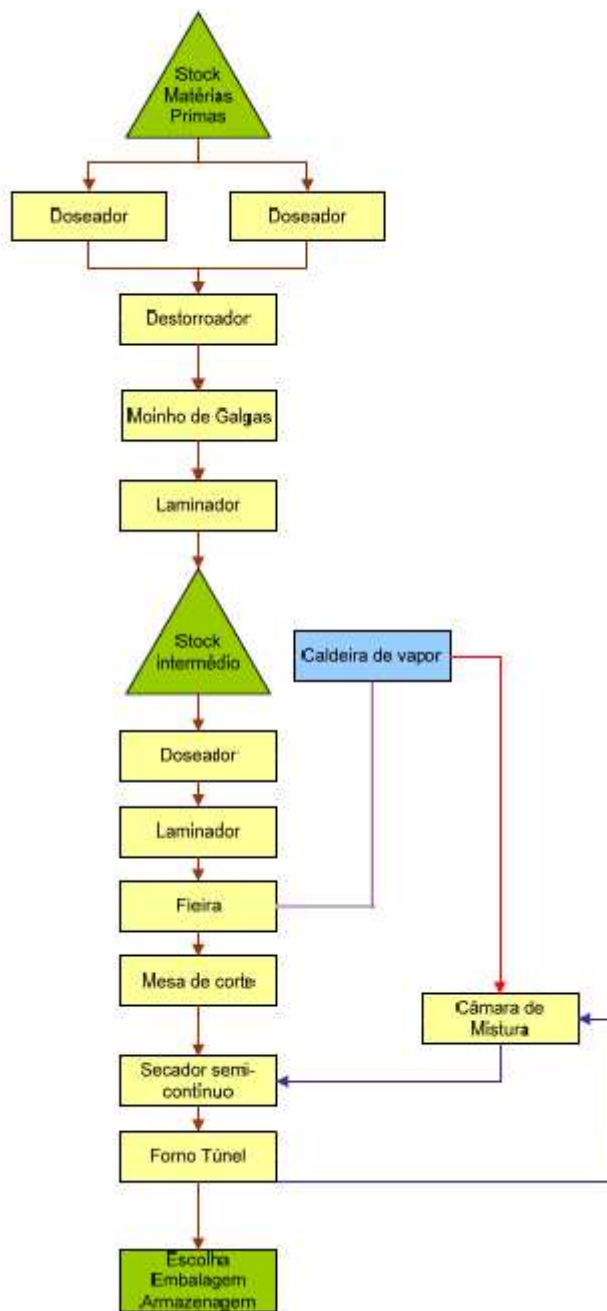 Stock
Matérias
Primas
Doseador
Doseador
Destorroador
Moinho de Galgas
Laminador
Stock
intermédio
Caldeira de vapor
Doseador
Laminador
Fieira
Mesa de corte
Câmara de
Mistura
Secador semi-
contínuo
Forno Túnel
Escolha
Embalagem
Armazenagem